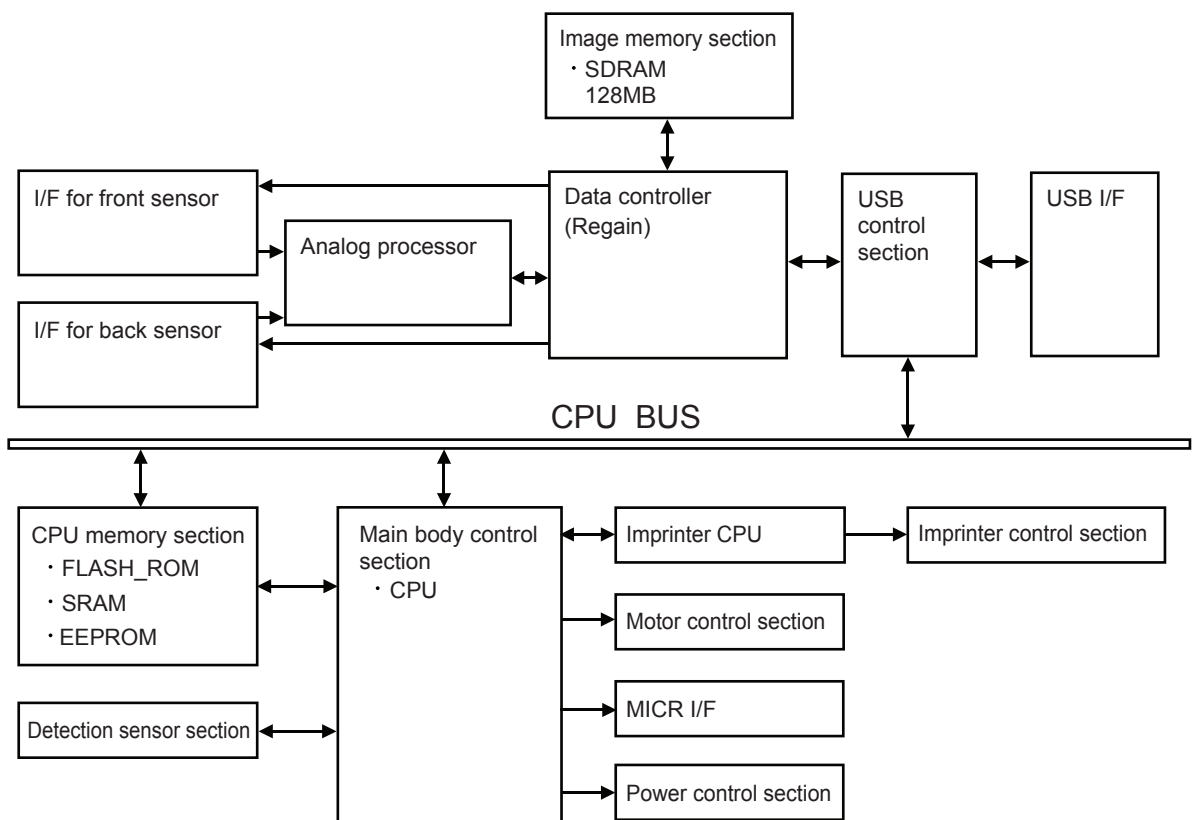 Image memory section
・SDRAM
128MB
I/F for front sensor
Analog processor
I/F for back sensor
Data controller
(Regain)
USB
control
section
USB I/F
CPU BUS
CPU memory section
・FLASH_ROM
・SRAM
・EEPROM
Detection sensor section
Main body control
section
・CPU
Imprinter CPU
Imprinter control section
Motor control section
MICR I/F
Power control section